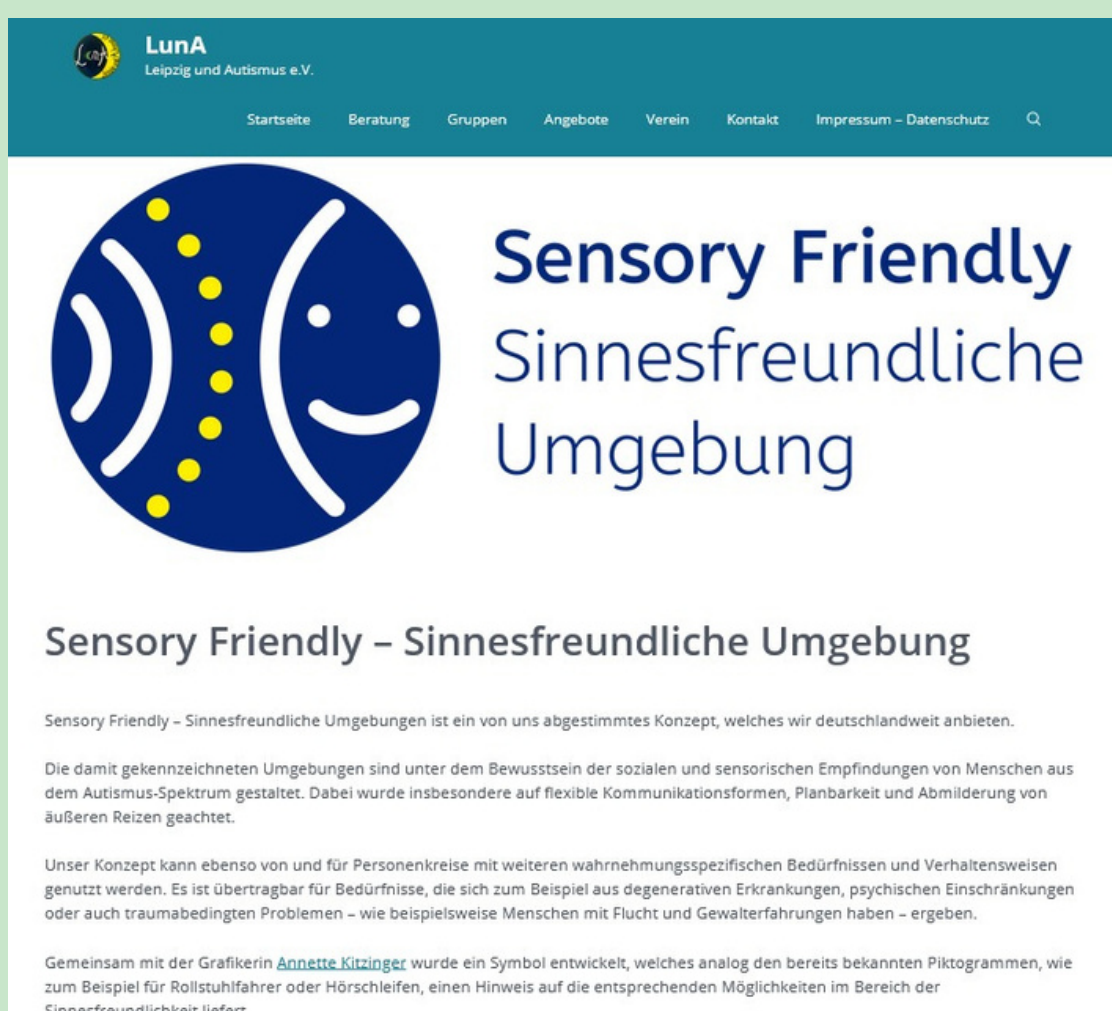 LunA
Leipzig und Autismus e.V.
Startseite Beratung Gruppen Angebote Verein Kontakt Impressum – Datenschutz
Sensory Friendly
Sinnesfreundliche
Umgebung
Sensory Friendly – Sinnesfreundliche Umgebung
Sensory Friendly – Sinnesfreundliche Umgebungen ist ein von uns abgestimmtes Konzept, welches wir deutschlandweit anbieten.
Die damit gekennzeichneten Umgebungen sind unter dem Bewusstsein der sozialen und sensorischen Empfindungen von Menschen aus
dem Autismus-Spektrum gestaltet. Dabei wurde insbesondere auf flexible Kommunikationsformen, Planbarkeit und Abmilderung von
äußeren Reizen geachtet.
Unser Konzept kann ebenso von und für Personenkreise mit weiteren wahrnehmungsspezifischen Bedürfnissen und Verhaltensweisen
genutzt werden. Es ist übertragbar für Bedürfnisse, die sich zum Beispiel aus degenerativen Erkrankungen, psychischen Einschränkungen
oder auch traumabedingten Problemen – wie beispielsweise Menschen mit Flucht und Gewalterfahrungen haben – ergeben.
Gemeinsam mit der Grafikerin Annette Kitzinger wurde ein Symbol entwickelt, welches analog den bereits bekannten Piktogrammen, wie
zum Beispiel für Rollstuhlfahrer oder Hörschleifen, einen Hinweis auf die entsprechenden Möglichkeiten im Bereich der
Sinnesfreundlichkeit liefert.